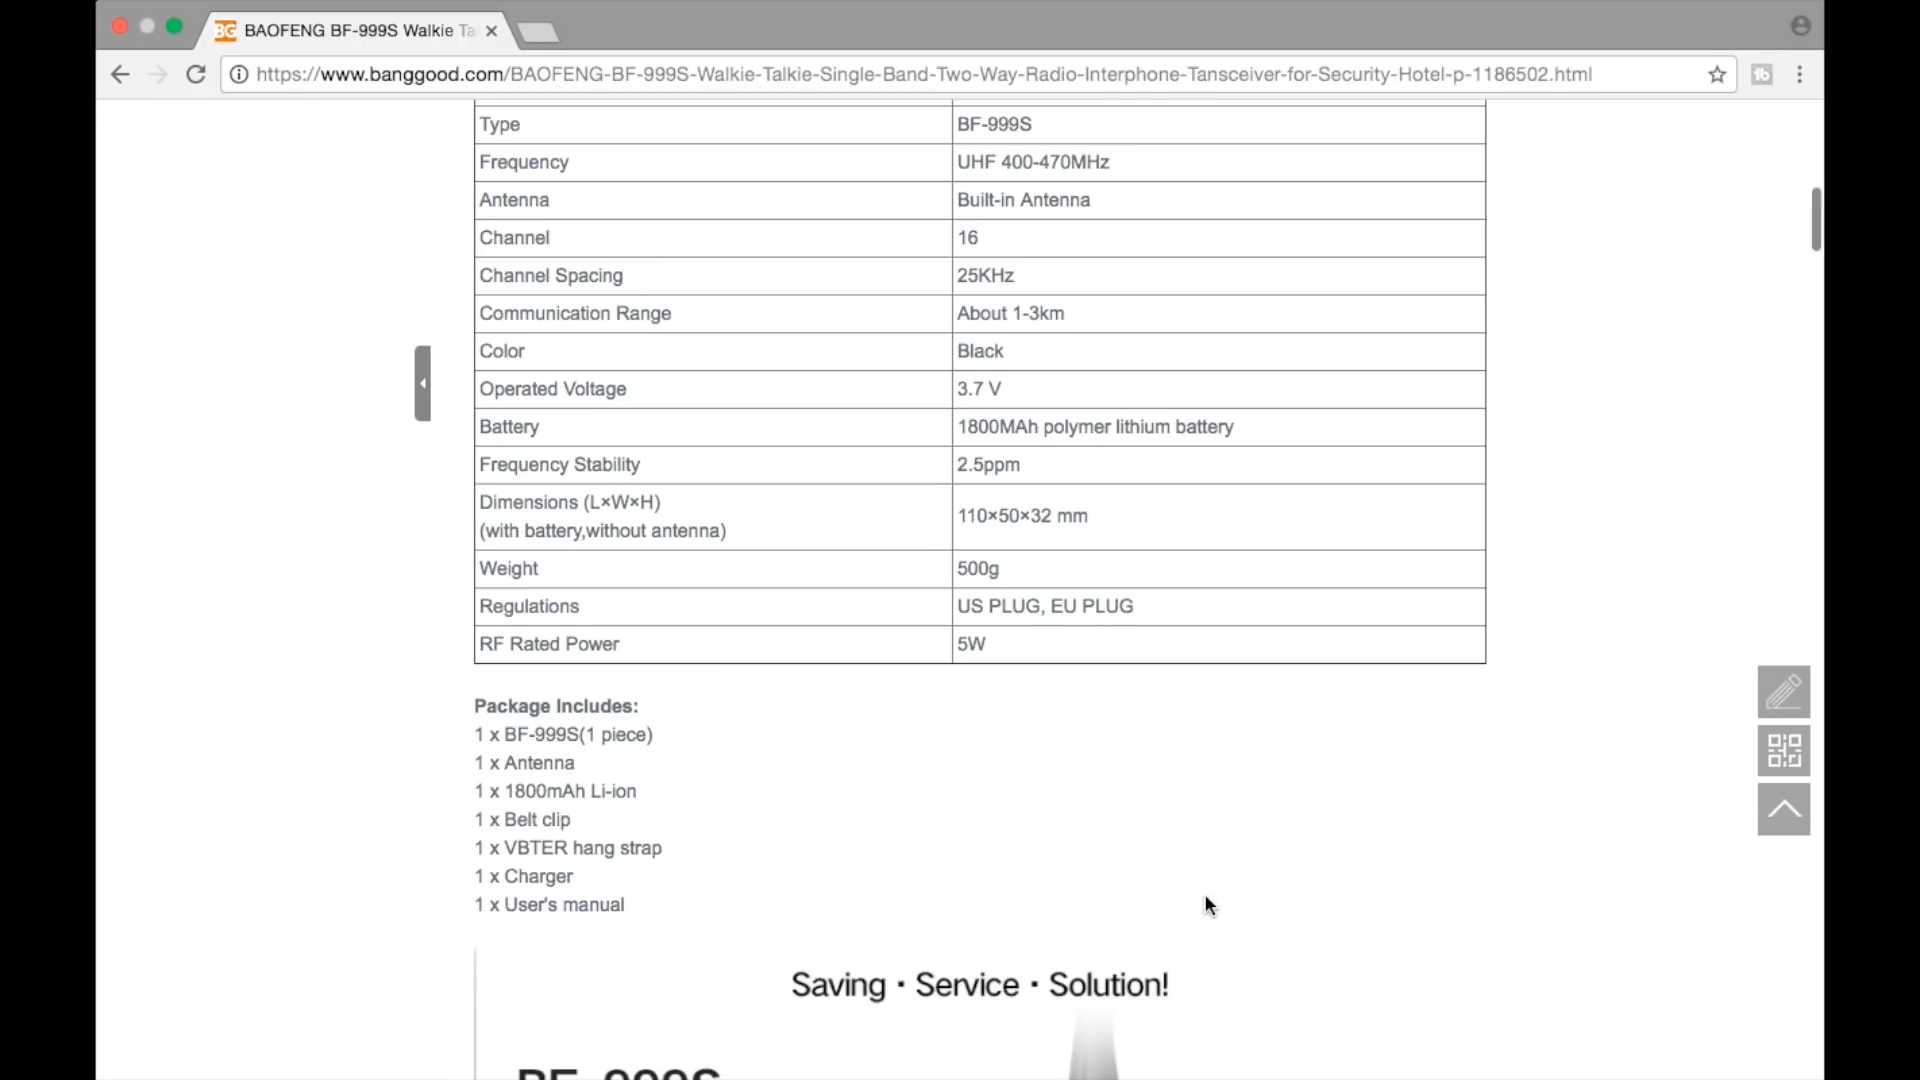 BG BAOFENG BF-999S Walkie Ta
https://www.banggood.com/BAOFENG-BF-999S-Walkie-Talkie-Single-Band-Two-Way-Radio-Interphone-Tansceiver-for-Security-Hotel-p-1186502.html
Type BF-999S
Frequency UHF 400-470MHz
Antenna Built-in Antenna
Channel 16
Channel Spacing 25KHz
Communication Range About 1-3km
Color Black
Operated Voltage 3.7 V
Battery 1800MAh polymer lithium battery
Frequency Stability 2.5ppm
Dimensions (L×W×H)
(with battery,without antenna) 110×50×32 mm
Weight 500g
Regulations US PLUG, EU PLUG
RF Rated Power 5W
Package Includes:
1 x BF-999S(1 piece)
1 x Antenna
1 x 1800mAh Li-ion
1 x Belt clip
1 x VBTER hang strap
1 x Charger
1 x User's manual
Saving · Service · Solution!
BF-999S